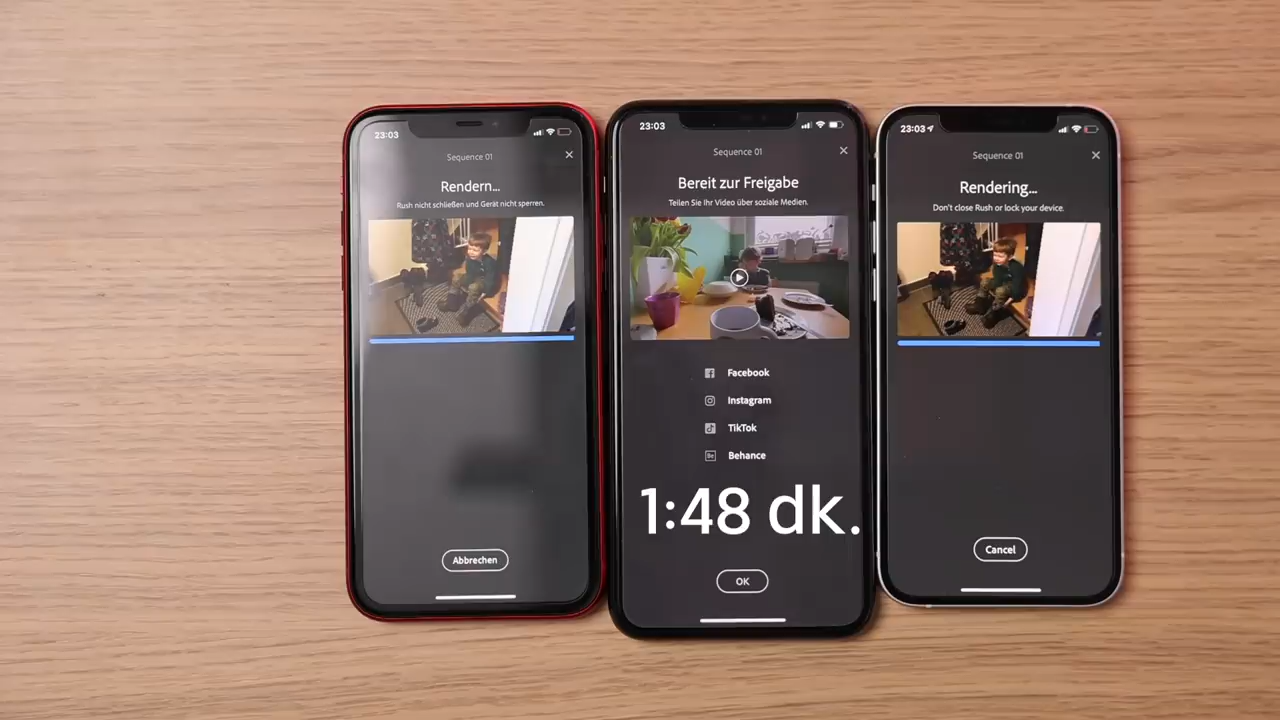 23:03
Sequence 01
Rendern...
Rush nicht schließen und Gerät nicht sperren.
Abbrechen
23:03
Sequence 01
Bereit zur Freigabe
Teilen Sie Ihr Video über soziale Medien.
Facebook
Instagram
TikTok
Be Behance
1:48 dk.
OK
23:03
Sequence 01
Rendering...
Don't close Rush or lock your device.
Cancel